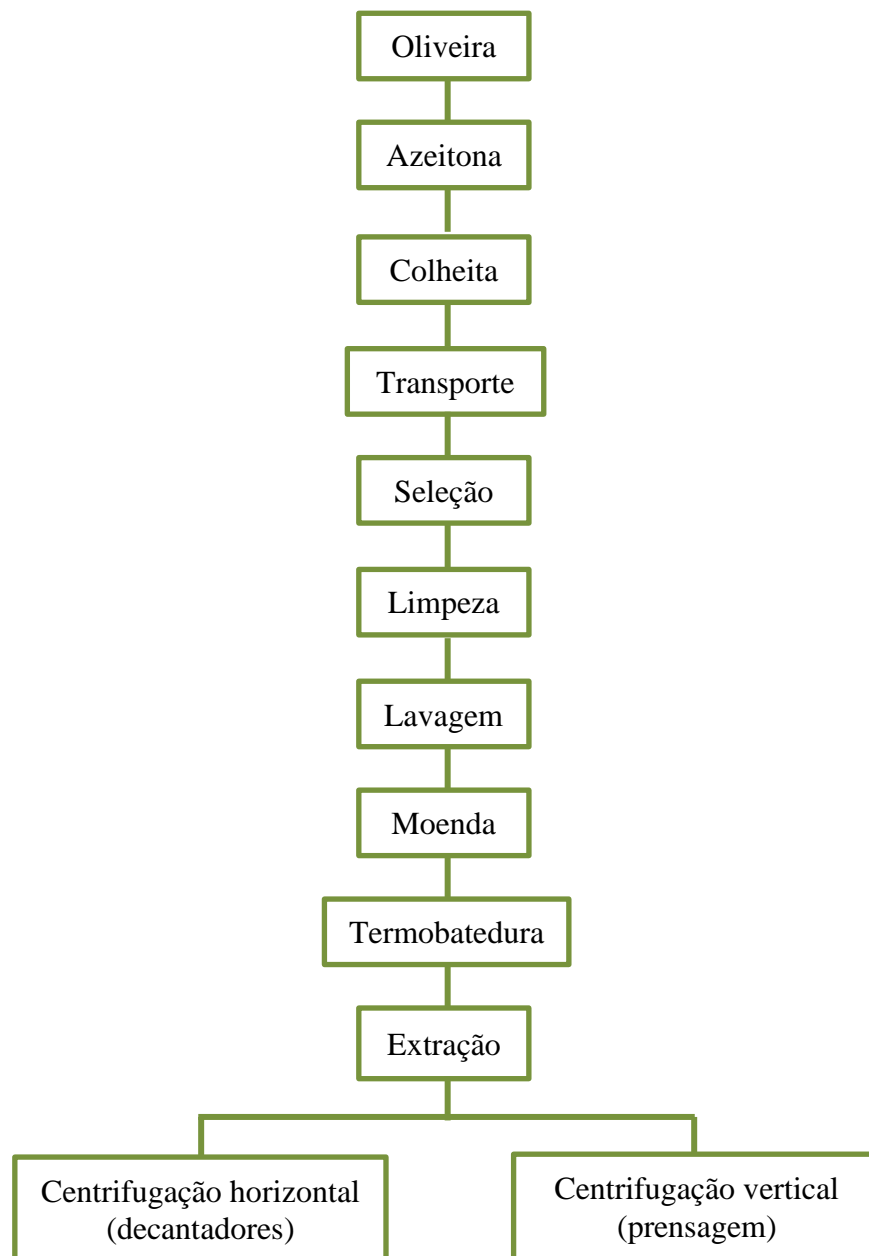 Oliveira
Azeitona
Colheita
Transporte
Seleção
Limpeza
Lavagem
Moenda
Termobatedura
Extração
Centrifugação horizontal
(decantadores)
Centrifugação vertical
(prensagem)